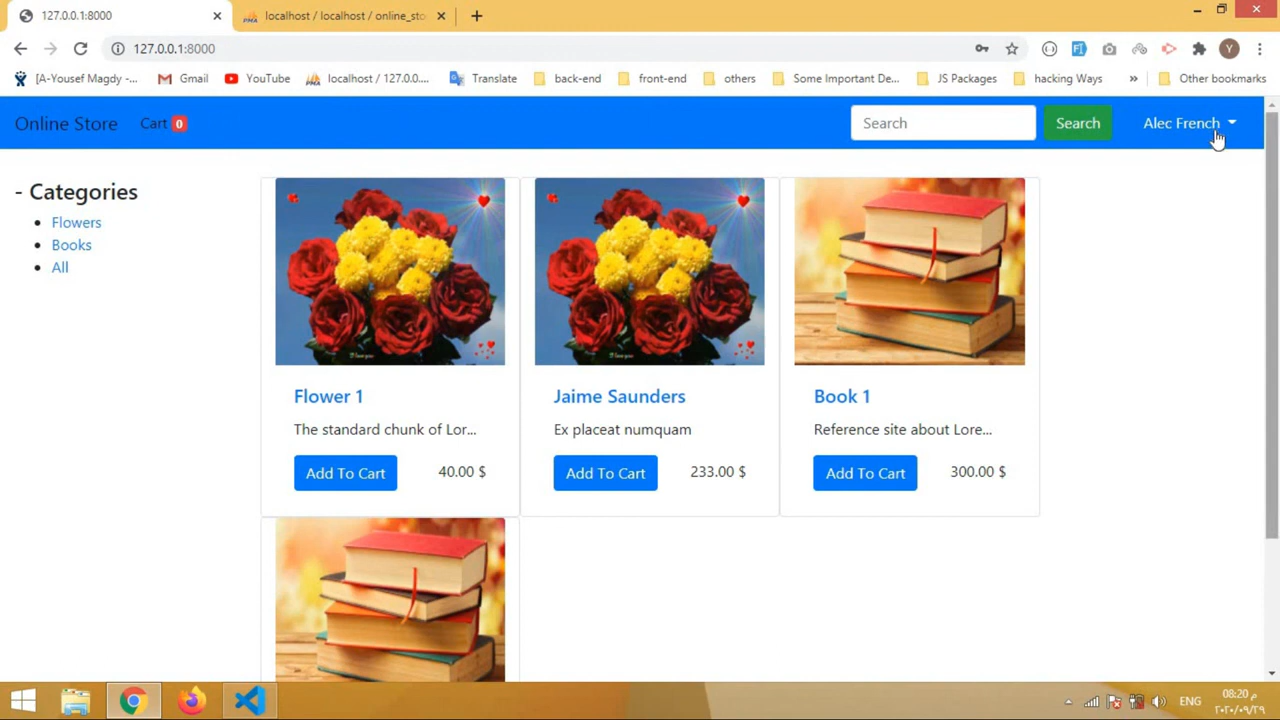 127.0.0.1:8000
localhost / localhost / online_sto
127.0.0.1:8000
[A-Yousef Magdy -...
Gmail
YouTube
localhost / 127.0.0....
Translate
back-end
front-end
others
Some Important De...
JS Packages
hacking Ways
»
Other bookmarks
Online Store
Cart 0
Search
Search
Alec French
- Categories
Flowers
Books
All
Flower 1
The standard chunk of Lor...
Add To Cart
40.00 $
Jaime Saunders
Ex placeat numquam
Add To Cart
233.00 $
Book 1
Reference site about Lore...
Add To Cart
300.00 $
ENG
08:20 م
٢٠٢٠/٠٩/٢٩